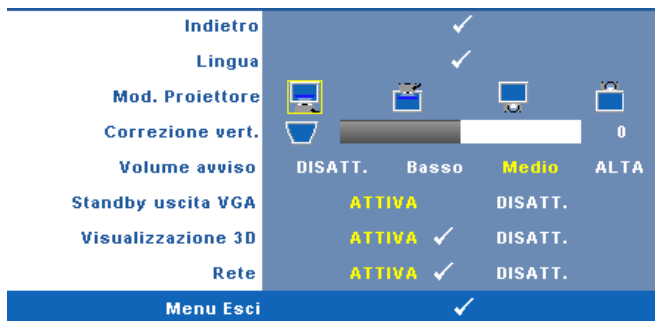 Indietro
Lingua
Mod. Proiettore
Correzione vert. 0
Volume avviso DISATT. Basso Medio ALTA
Standby uscita VGA ATTIVA DISATT.
Visualizzazione 3D ATTIVA DISATT.
Rete ATTIVA DISATT.
Menu Esci